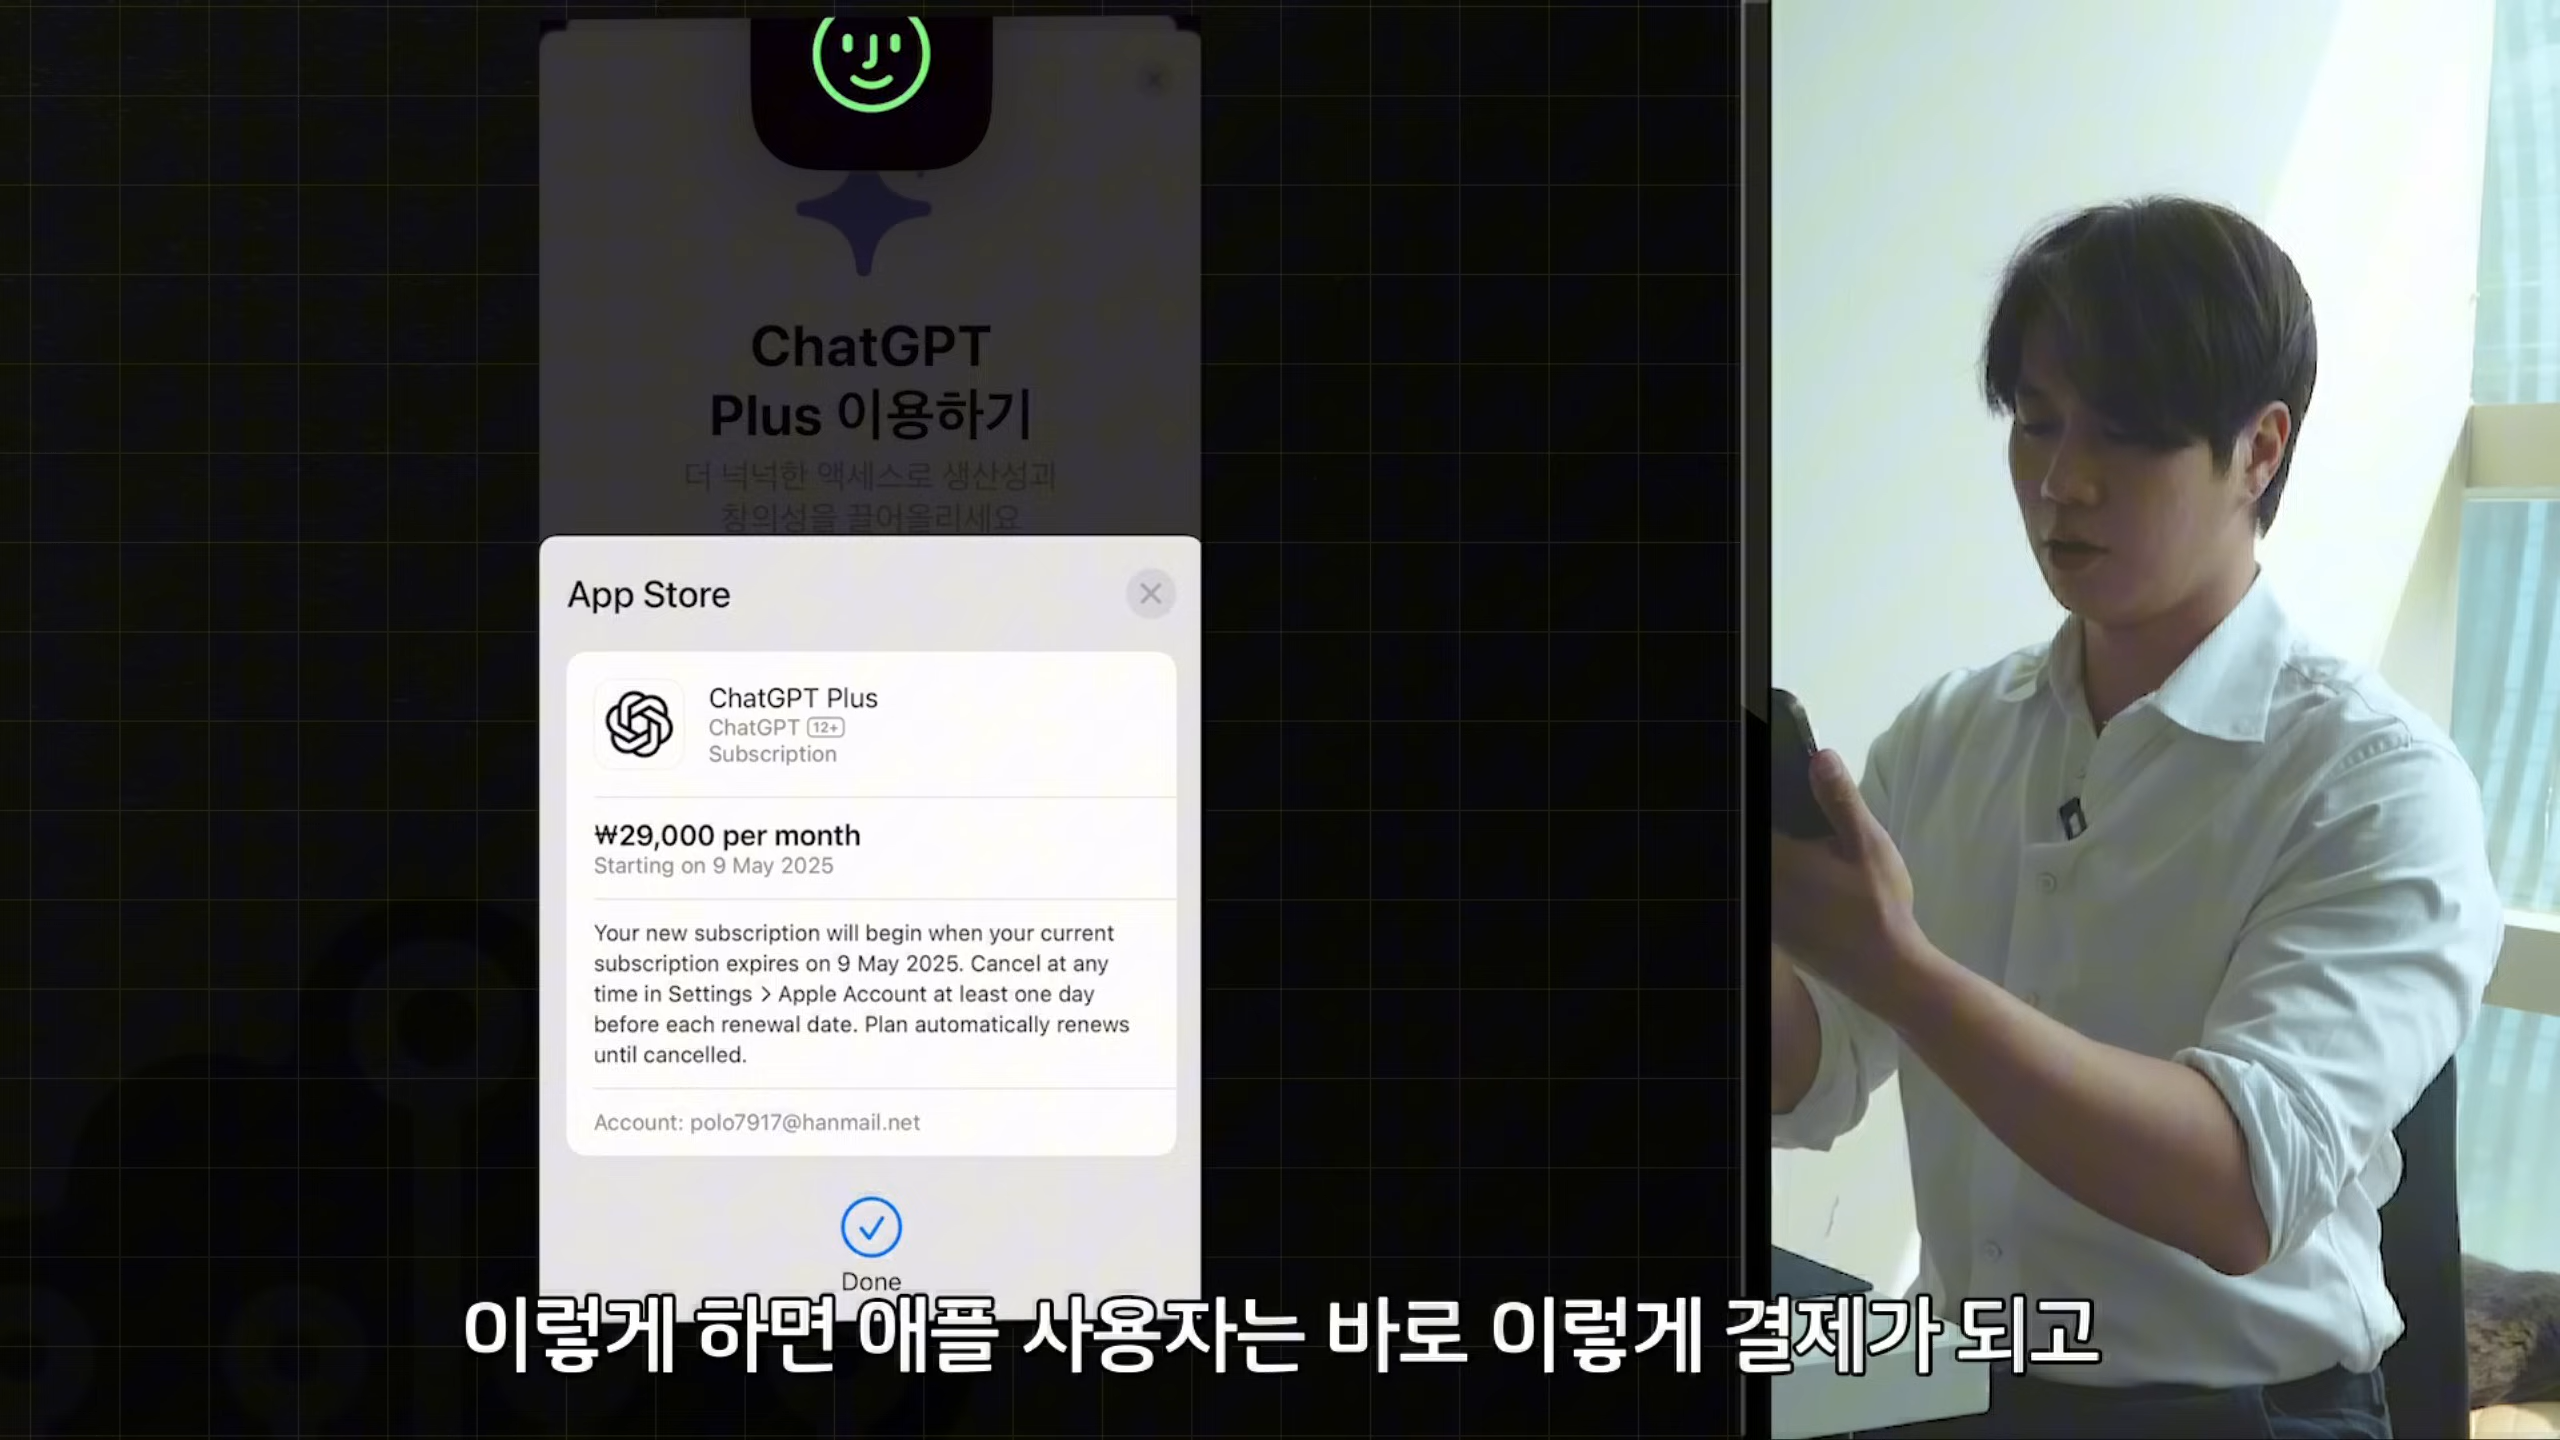 ChatGPT
Plus 이용하기
더 넉넉한 액세스로 생산성과
창의성을 끌어올리세요
App Store
ChatGPT Plus
ChatGPT 12+
Subscription
₩29,000 per month
Starting on 9 May 2025
Your new subscription will begin when your current
subscription expires on 9 May 2025. Cancel at any
time in Settings > Apple Account at least one day
before each renewal date. Plan automatically renews
until cancelled.
Account: polo7917@hanmail.net
Done
이렇게 하면 애플 사용자는 바로 이렇게 결제가 되고